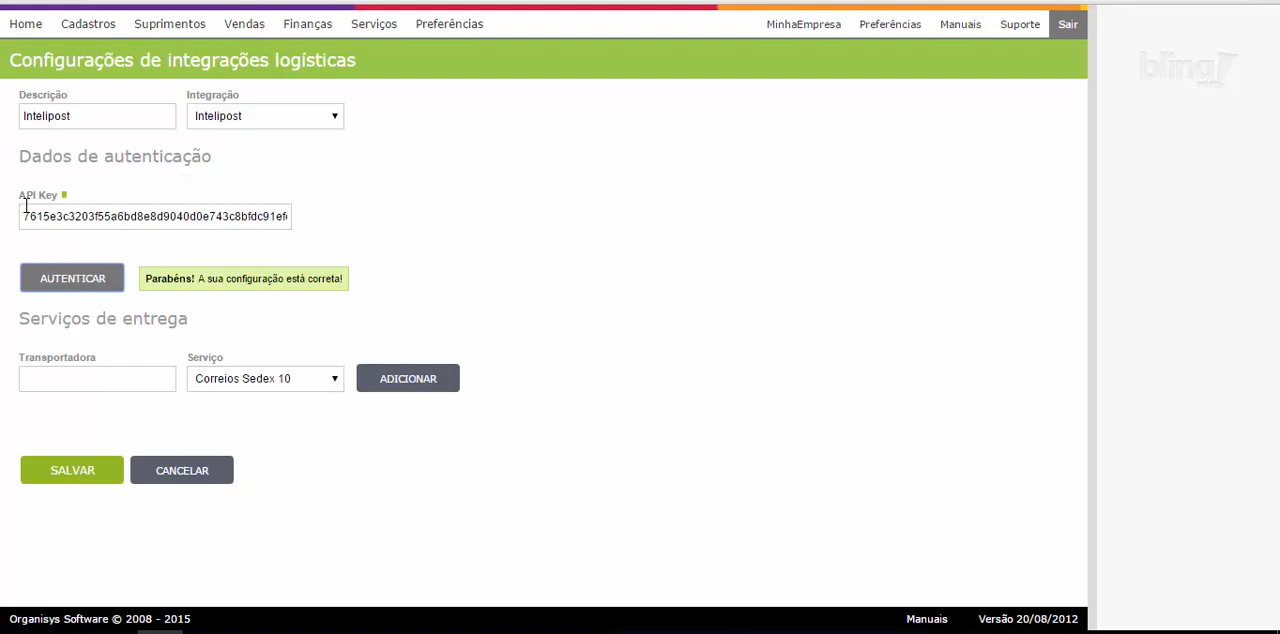 Home Cadastros Suprimentos Vendas Finanças Serviços Preferências MinhaEmpresa Preferências Manuais Suporte Sair
bling
Configurações de integrações logísticas
Descrição Integração
Intelipost Intelipost
Dados de autenticação
API Key
7615e3c3203f55a6bd8e8d9040d0e743c8bfdc91ef
AUTENTICAR Parabéns! A sua configuração está correta!
Serviços de entrega
Transportadora Serviço
Correios Sedex 10 ADICIONAR
SALVAR CANCELAR
Organisys Software © 2008 - 2015 Manuais Versão 20/08/2012